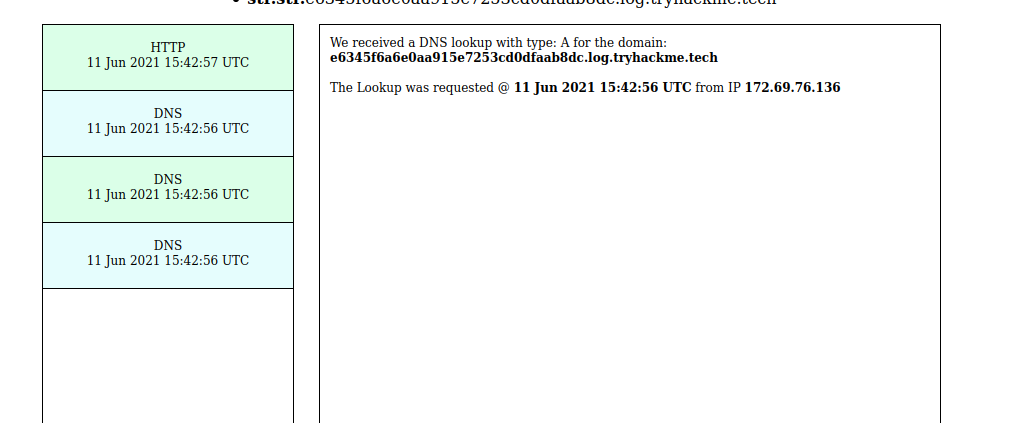 HTTP
11 Jun 2021 15:42:57 UTC
DNS
11 Jun 2021 15:42:56 UTC
DNS
11 Jun 2021 15:42:56 UTC
DNS
11 Jun 2021 15:42:56 UTC
We received a DNS lookup with type: A for the domain:
e6345f6a6e0aa915e7253cd0dfaab8dc.log.tryhackme.tech
The Lookup was requested @ 11 Jun 2021 15:42:56 UTC from IP 172.69.76.136